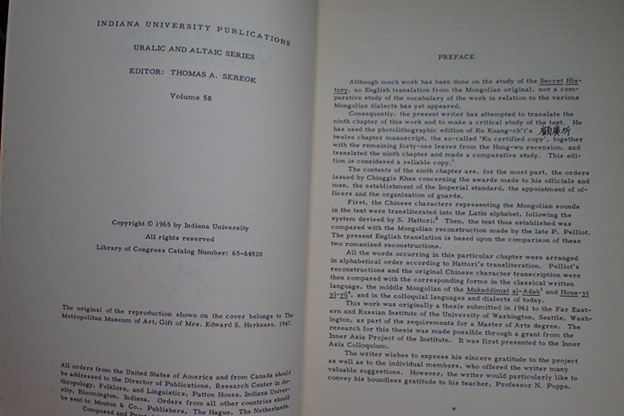 INDIANA UNIVERSITY PUBLICATIONS
URALIC AND ALTAIC SERIES
EDITOR: THOMAS A. SEBEOK
Volume 58
Copyright © 1965 by Indiana University
All rights reserved
Library of Congress Catalog Number: 65-64820
The original of the reproduction shown on the cover belongs to The
Metropolitan Museum of Art, Gift of Mrs. Edward S. Harkness, 1947.
All orders from the United States of America and from Canada should
be addressed to the Director of Publications, Research Center in An-
thropology, Folklore, and Linguistics, Patton House, Indiana Univer-
sity, Bloomington, Indiana. Orders from all other countries should
be sent to Mouton & Co., Publishers, The Hague, The Netherlands.
Composed and
PREFACE
Although much work has been done on the study of the Secret His-
tory, no English translation from the Mongolian original, nor a com-
parative study of the vocabulary of the work in relation to the various
Mongolian dialects has yet appeared.
Consequently, the present writer has attempted to translate the
ninth chapter of this work and to make a critical study of the text. He
has used the photolithographic edition of Ku Kuang-ch'i's 顧廣圻
twelve chapter manuscript, the so-called 'Ku certified copy', together
with the remaining forty-one leaves from the Hung-wu recension, and
translated the ninth chapter and made a comparative study. This edi-
tion is considered a reliable copy.1
The contents of the ninth chapter are, for the most part, the orders
issued by Chinggis Khan concerning the awards made to his officials and
men, the establishment of the Imperial standard, the appointment of of-
ficers and the organization of guards.
First, the Chinese characters representing the Mongolian sounds
in the text were transliterated into the Latin alphabet, following the
system devised by S. Hattori.2 Then, the text thus established was
compared with the Mongolian reconstruction made by the late P. Pelliot.
The present English translation is based upon the comparison of these
two romanised reconstructions.
All the words occurring in this particular chapter were arranged
in alphabetical order according to Hattori's transliteration. Pelliot's
reconstructions and the original Chinese character transcription were
then compared with the corresponding forms in the classical written
language, the middle Mongolian of the Mukaddimat al-Adab3 and Houa-yi
yi-yü4, and in the colloquial languages and dialects of today.
This work was originally a thesis submitted in 1961 to the Far East-
ern and Russian Institute of the University of Washington, Seattle, Wash-
ington, as part of the requirements for a Master of Arts degree. The
research for this thesis was made possible through a grant from the
Inner Asia Project of the Institute. It was first presented to the Inner
Asia Colloquium.
The writer wishes to express his sincere gratitude to the project
as well as to the individual members, who offered the writer many
valuable suggestions. However, the writer would particularly like to
convey his boundless gratitude to his teacher, Professor N. Poppe,
v